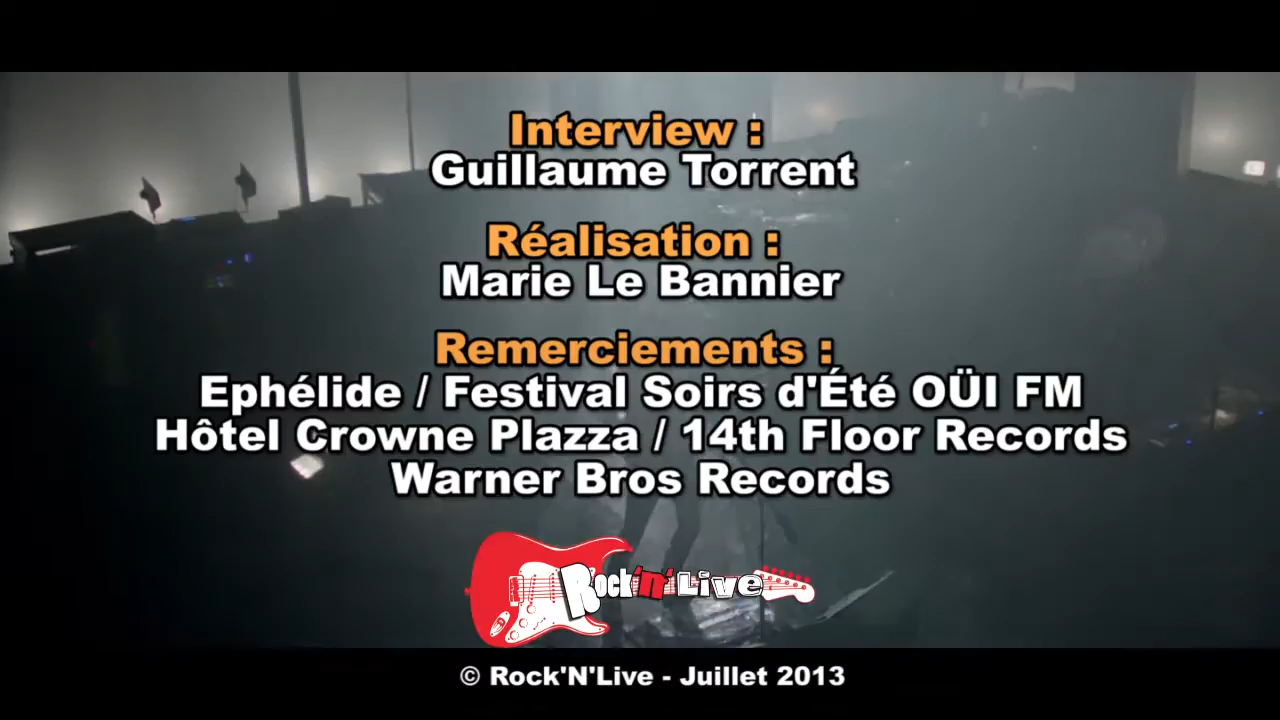 Interview :
Guillaume Torrent
Réalisation :
Marie Le Bannier
Remerciements :
Ephélide / Festival Soirs d'Été OÜI FM
Hôtel Crowne Plazza / 14th Floor Records
Warner Bros Records
Rock'n'Live
© Rock'N'Live - Juillet 2013